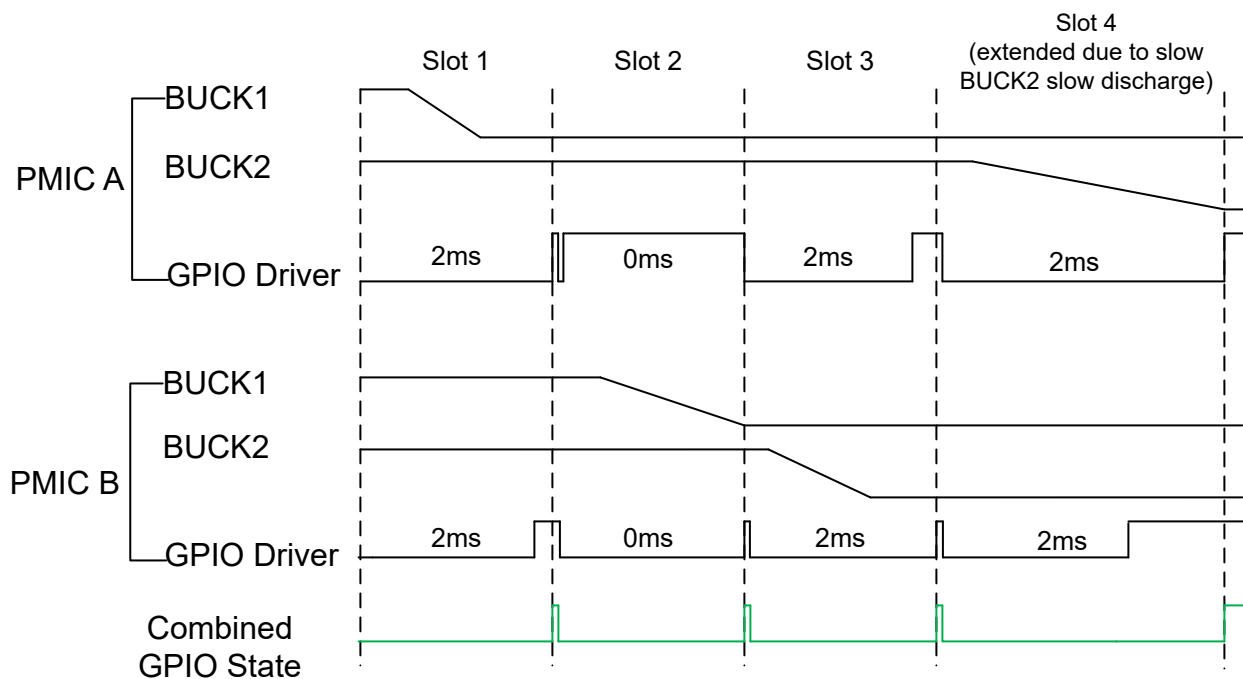 Slot 1
Slot 2
Slot 3
Slot 4
(extended due to slow
BUCK2 slow discharge)
PMIC A
BUCK1
BUCK2
GPIO Driver
2ms
0ms
2ms
2ms
PMIC B
BUCK1
BUCK2
GPIO Driver
2ms
0ms
2ms
2ms
Combined
GPIO State